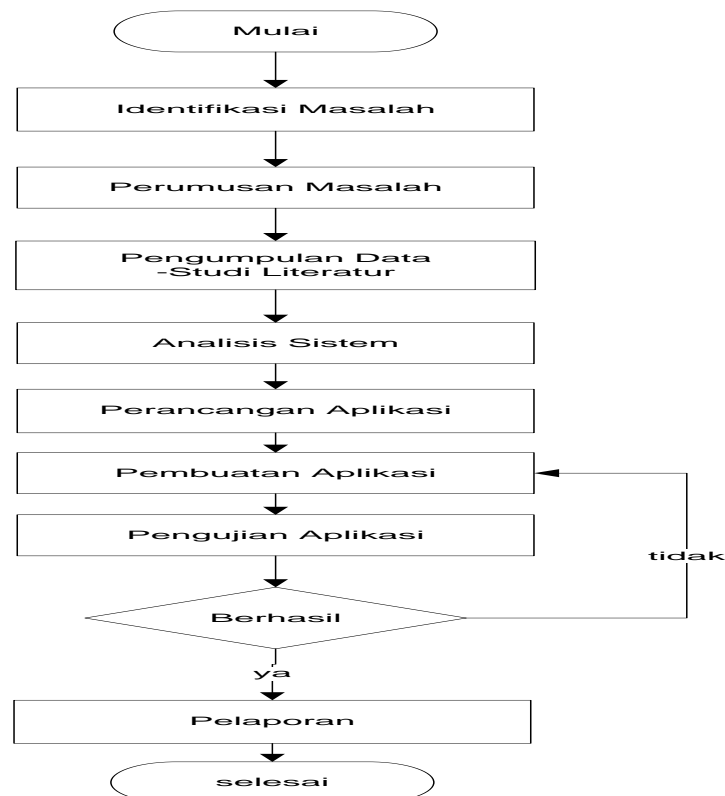 Mulai
Identifikasi Masalah
Perumusan Masalah
Pengumpulan Data
-Studi Literatur
Analisis Sistem
Perancangan Aplikasi
Pembuatan Aplikasi
Pengujian Aplikasi
tidak
Berhasil
ya
Pelaporan
selesai